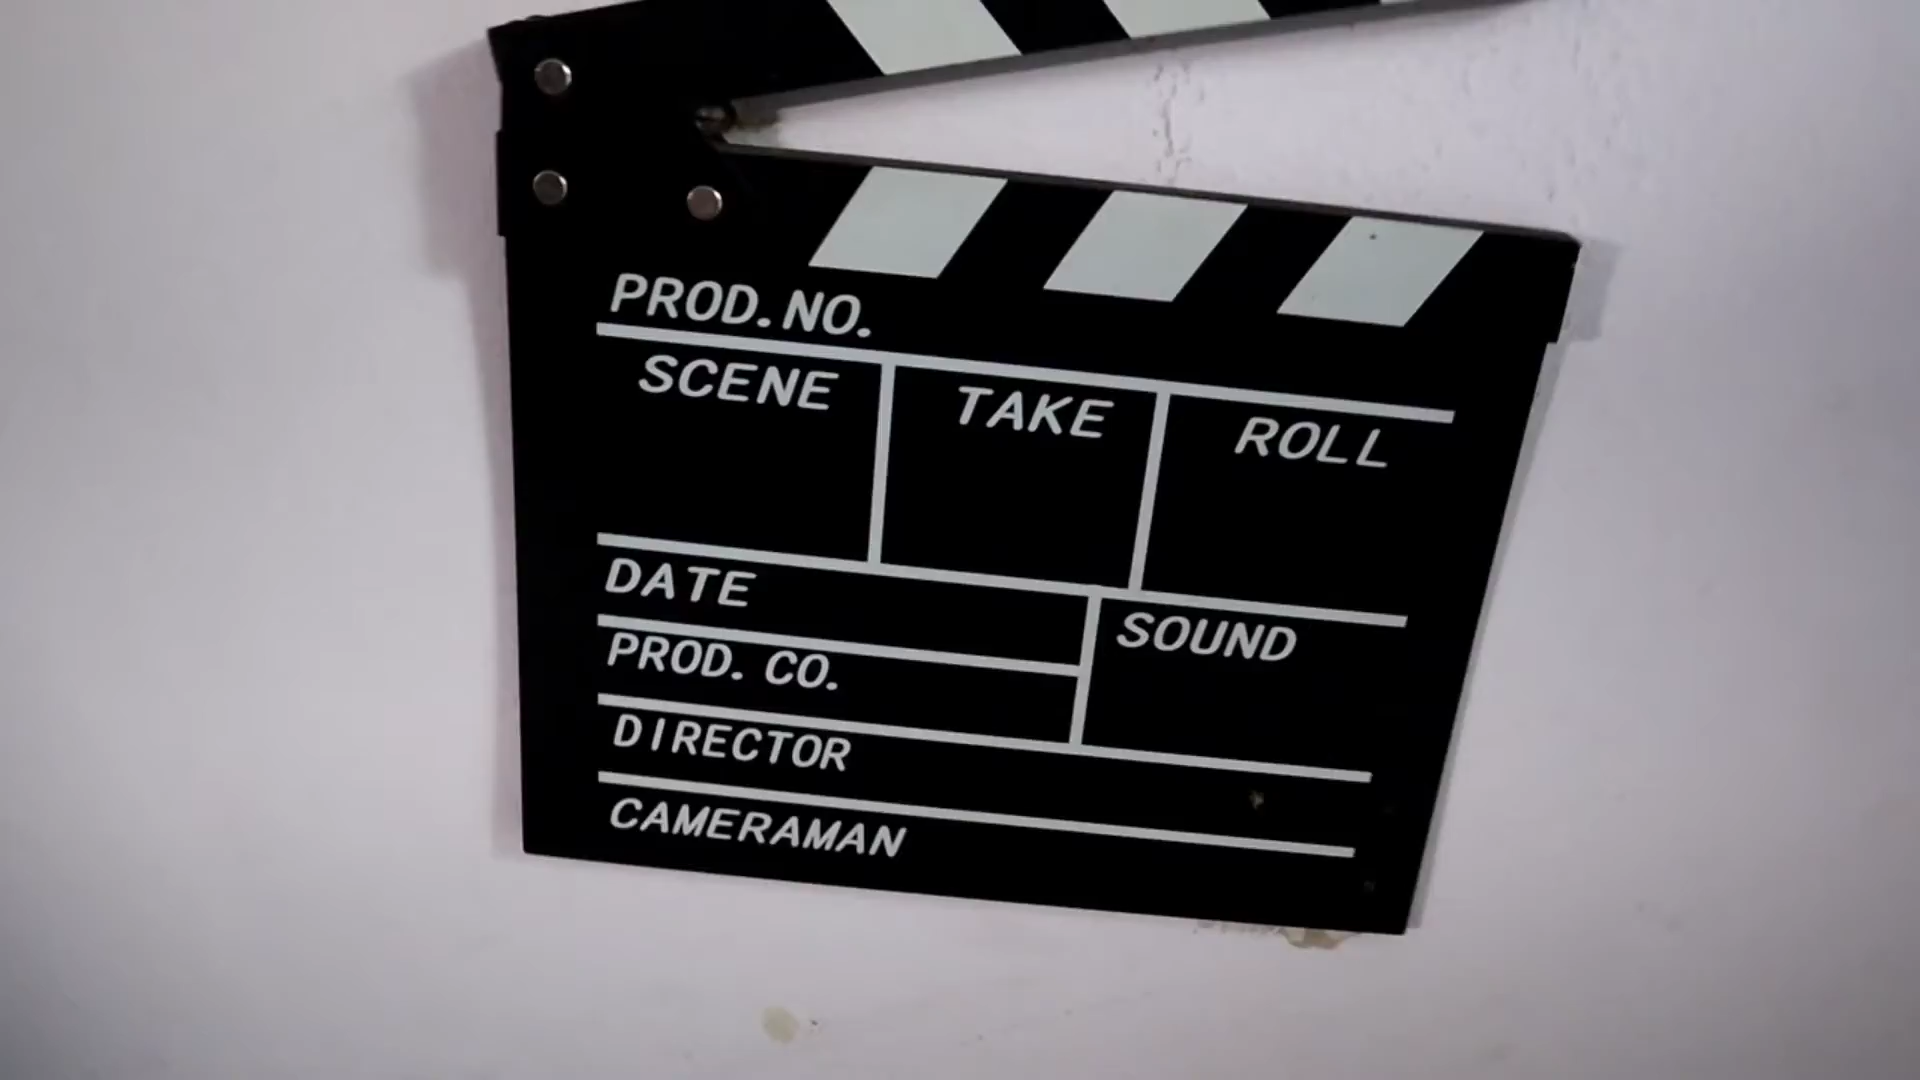 PROD. NO.
SCENE TAKE ROLL
DATE
SOUND
PROD. CO.
DIRECTOR
CAMERAMAN